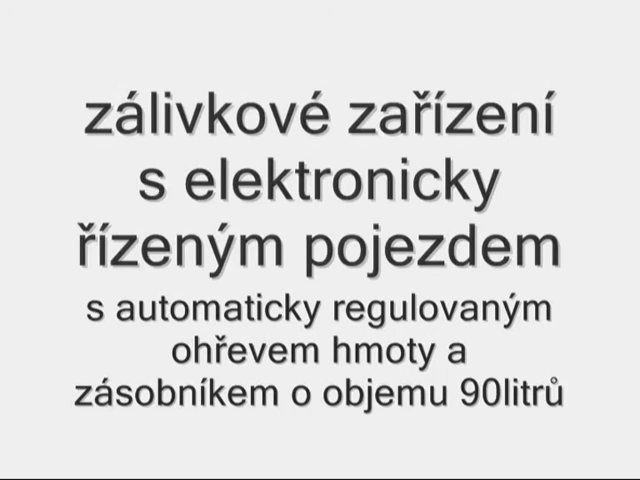 zálivkové zařízení
s elektronicky
řízeným pojezdem
s automaticky regulovaným
ohřevem hmoty a
zásobníkem o objemu 90litrů